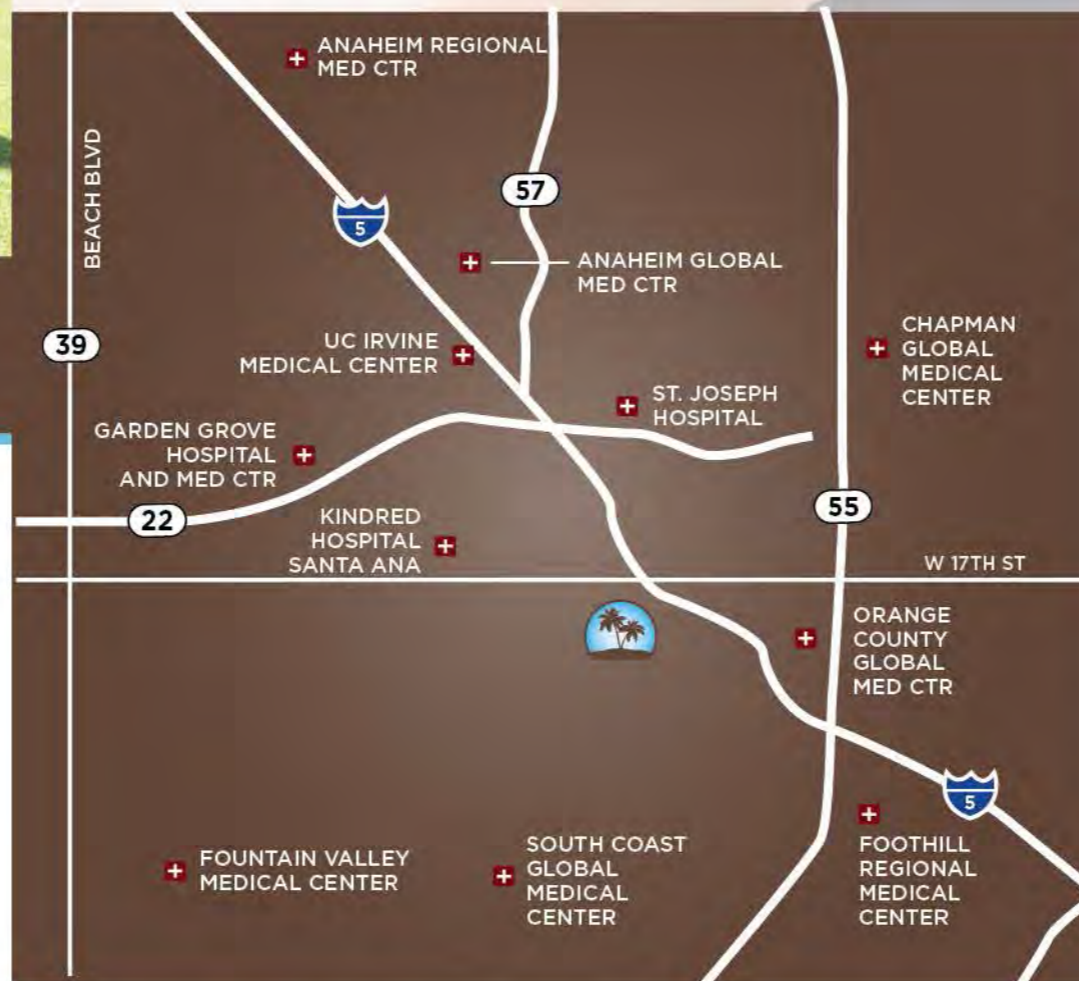 ANAHEIM REGIONAL
MED CTR
BEACH BLVD
57
5
ANAHEIM GLOBAL
MED CTR
39
UC IRVINE
MEDICAL CENTER
CHAPMAN
GLOBAL
MEDICAL
CENTER
ST. JOSEPH
HOSPITAL
GARDEN GROVE
HOSPITAL
AND MED CTR
22
KINDRED
HOSPITAL
SANTA ANA
55
W 17TH ST
ORANGE
COUNTY
GLOBAL
MED CTR
5
FOUNTAIN VALLEY
MEDICAL CENTER
SOUTH COAST
GLOBAL
MEDICAL
CENTER
FOOTHILL
REGIONAL
MEDICAL
CENTER